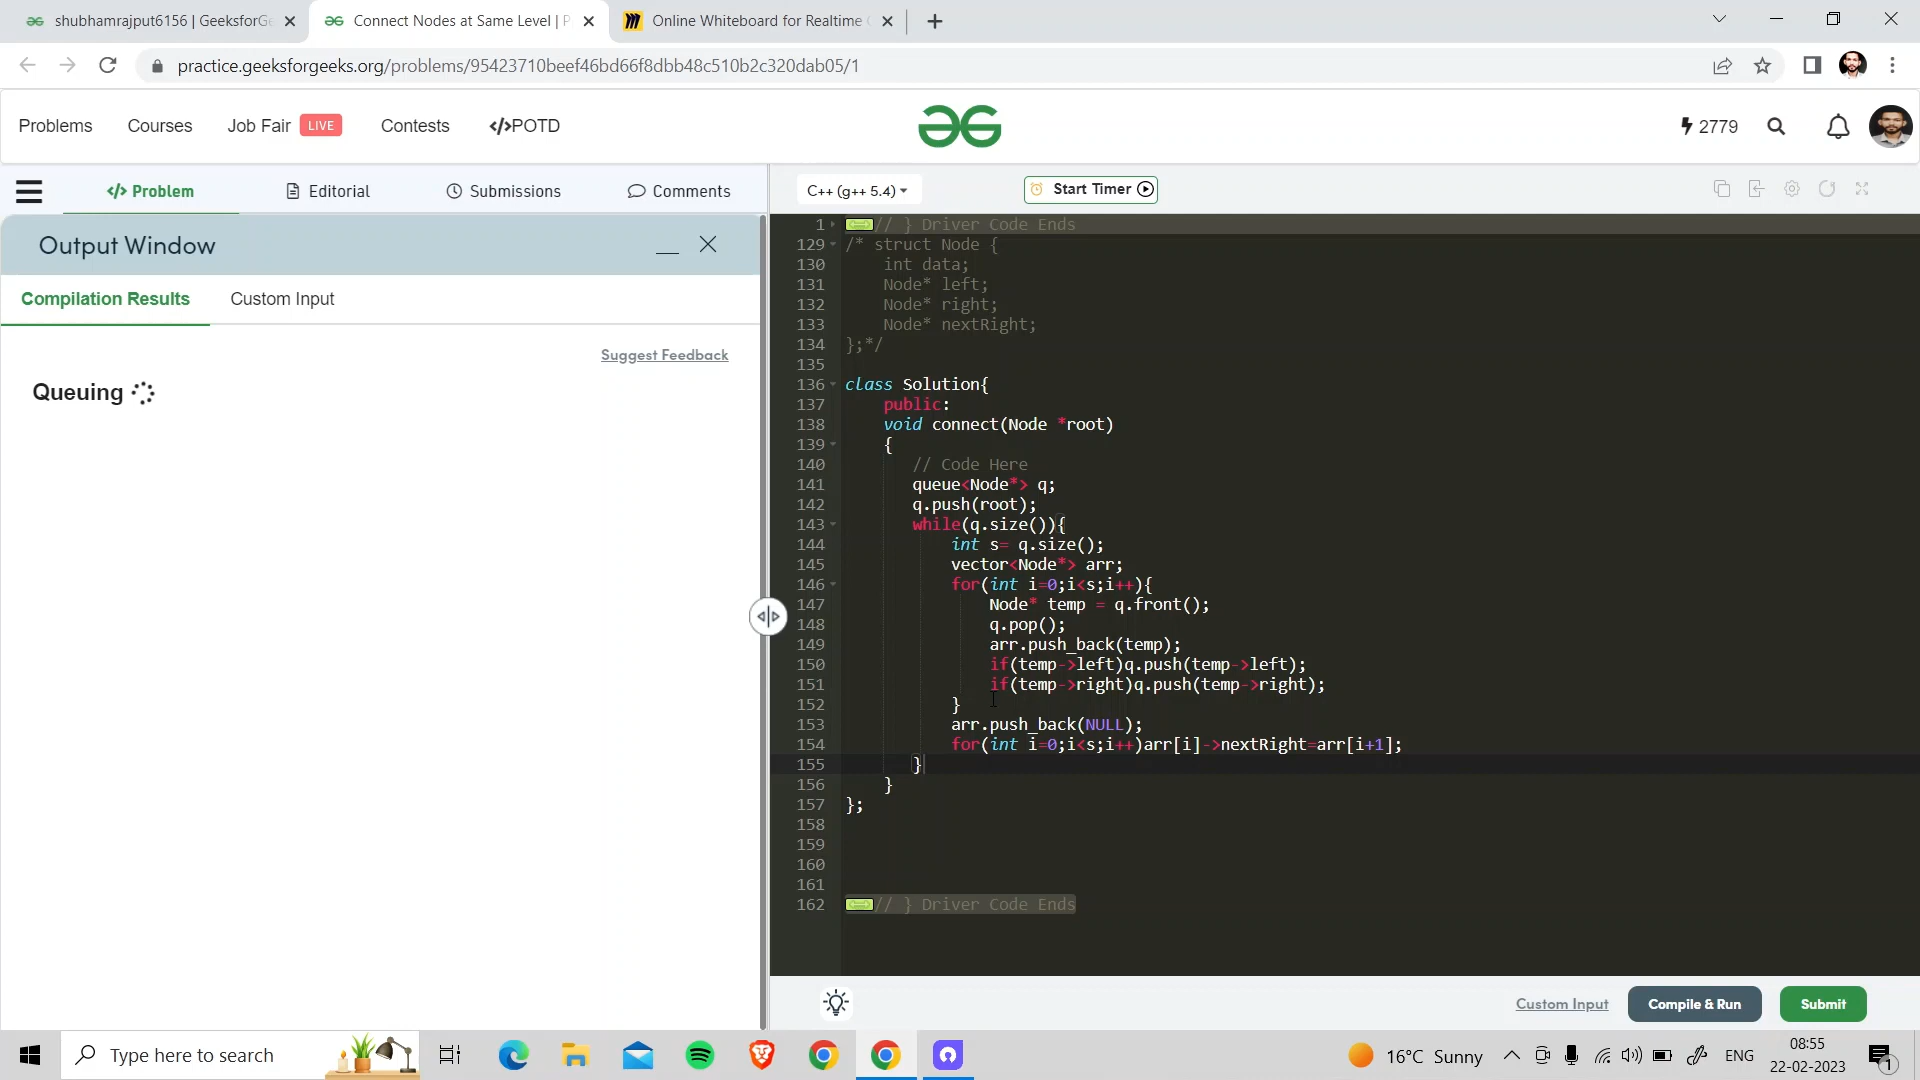 shubhamrajput6156 | GeeksforGe
Connect Nodes at Same Level | P
Online Whiteboard for Realtime C
practice.geeksforgeeks.org/problems/95423710beef46bd66f8dbb48c510b2c320dab05/1
Problems
Courses
Job Fair LIVE
Contests
</>POTD
2779
</> Problem
Editorial
Submissions
Comments
C++ (g++ 5.4)
Start Timer
Output Window
Compilation Results
Custom Input
Suggest Feedback
Queuing
1 // } Driver Code Ends
129 /* struct Node {
130 int data;
131 Node* left;
132 Node* right;
133 Node* nextRight;
134 };*/
135
136 class Solution{
137 public:
138 void connect(Node *root)
139 {
140 // Code Here
141 queue<Node*> q;
142 q.push(root);
143 while(q.size()){
144 int s= q.size();
145 vector<Node*> arr;
146 for(int i=0;i<s;i++){
147 Node* temp = q.front();
148 q.pop();
149 arr.push_back(temp);
150 if(temp->left)q.push(temp->left);
151 if(temp->right)q.push(temp->right);
152 }
153 arr.push_back(NULL);
154 for(int i=0;i<s;i++)arr[i]->nextRight=arr[i+1];
155 }
156 }
157 };
158
159
160
161
162 // } Driver Code Ends
Custom Input
Compile & Run
Submit
Type here to search
16°C Sunny
ENG
08:55
22-02-2023
1